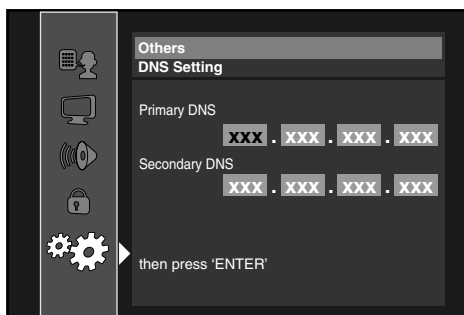 Others
DNS Setting
Primary DNS
xxx . xxx . xxx . xxx
Secondary DNS
xxx . xxx . xxx . xxx
then press ‘ENTER’